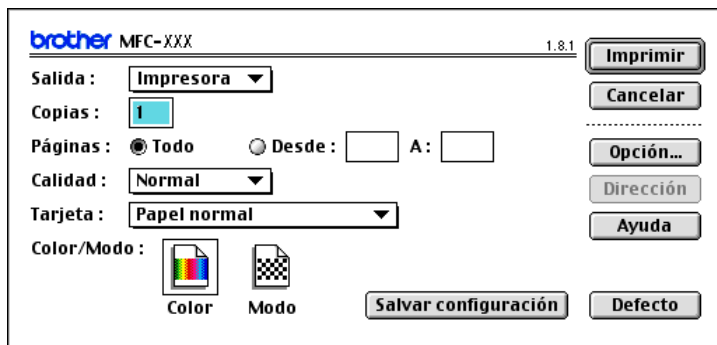 brother MFC-XXX 1.8.1 Imprimir
Salida : Impresora
Cancelar
Copias : 1
Páginas : Todo Desde : A : Opción...
Calidad : Normal
Dirección
Tarjeta : Papel normal
Ayuda
Color/Modo :
Color Modo Salvar configuración Defecto